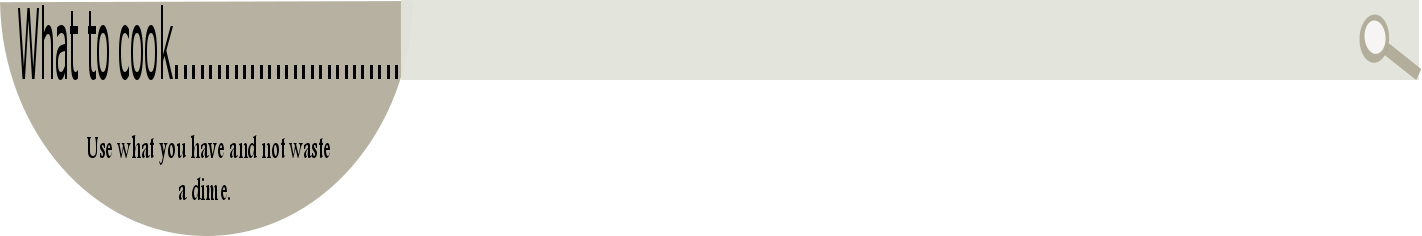 What to cook...........................
Use what you have and not waste
a dime.